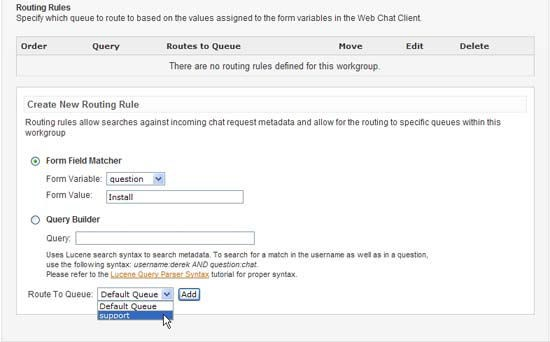 Routing Rules
Specify which queue to route to based on the values assigned to the form variables in the Web Chat Client.
Order Query Routes to Queue Move Edit Delete
There are no routing rules defined for this workgroup.
Create New Routing Rule
Routing rules allow searches against incoming chat request metadata and allow for the routing to specific queues within this
workgroup
Form Field Matcher
Form Variable: question
Form Value: Install
Query Builder
Query:
Uses Lucene search syntax to search metadata. To search for a match in the username as well as in a question,
use the following syntax: username:derek AND question:chat.
Please refer to the Lucene Query Parser Syntax tutorial for proper syntax.
Route To Queue: Default Queue Add
Default Queue
support